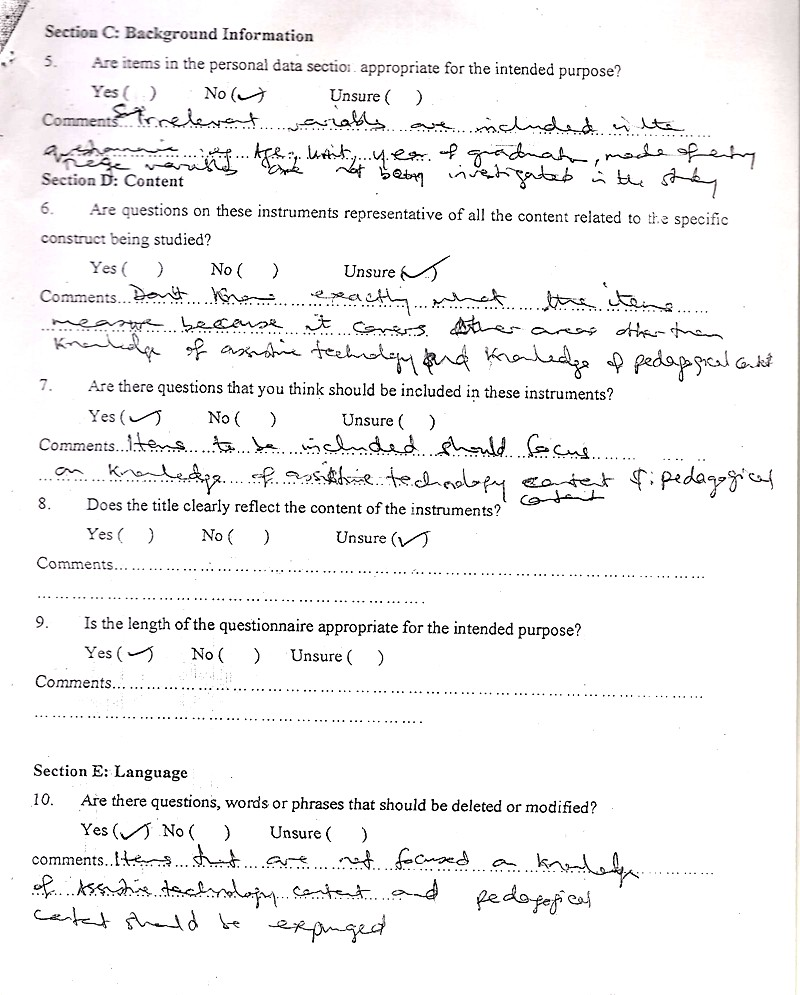 Section C: Background Information
5. Are items in the personal data section appropriate for the intended purpose?
Yes ( ) No (✓) Unsure ( )
Comments Irrelevant variables are included in the
questionnaire eg Age, Unit, year of graduation, mode of entry
These variables are not being investigated in the study
Section D: Content
6. Are questions on these instruments representative of all the content related to the specific
construct being studied?
Yes ( ) No ( ) Unsure (✓)
Comments...Don't know exactly what the items
measure because it covers other areas other than
knowledge of assistive technology and knowledge of pedagogical content
7. Are there questions that you think should be included in these instruments?
Yes (✓) No ( ) Unsure ( )
Comments...Items to be included should focus
on knowledge of assistive technology content & pedagogical
content
8. Does the title clearly reflect the content of the instruments?
Yes ( ) No ( ) Unsure (✓)
Comments...
9. Is the length of the questionnaire appropriate for the intended purpose?
Yes (✓) No ( ) Unsure ( )
Comments...
Section E: Language
10. Are there questions, words or phrases that should be deleted or modified?
Yes (✓) No ( ) Unsure ( )
comments..Items that are not focused on knowledge
of Assistive technology content and pedagogical
content should be expunged